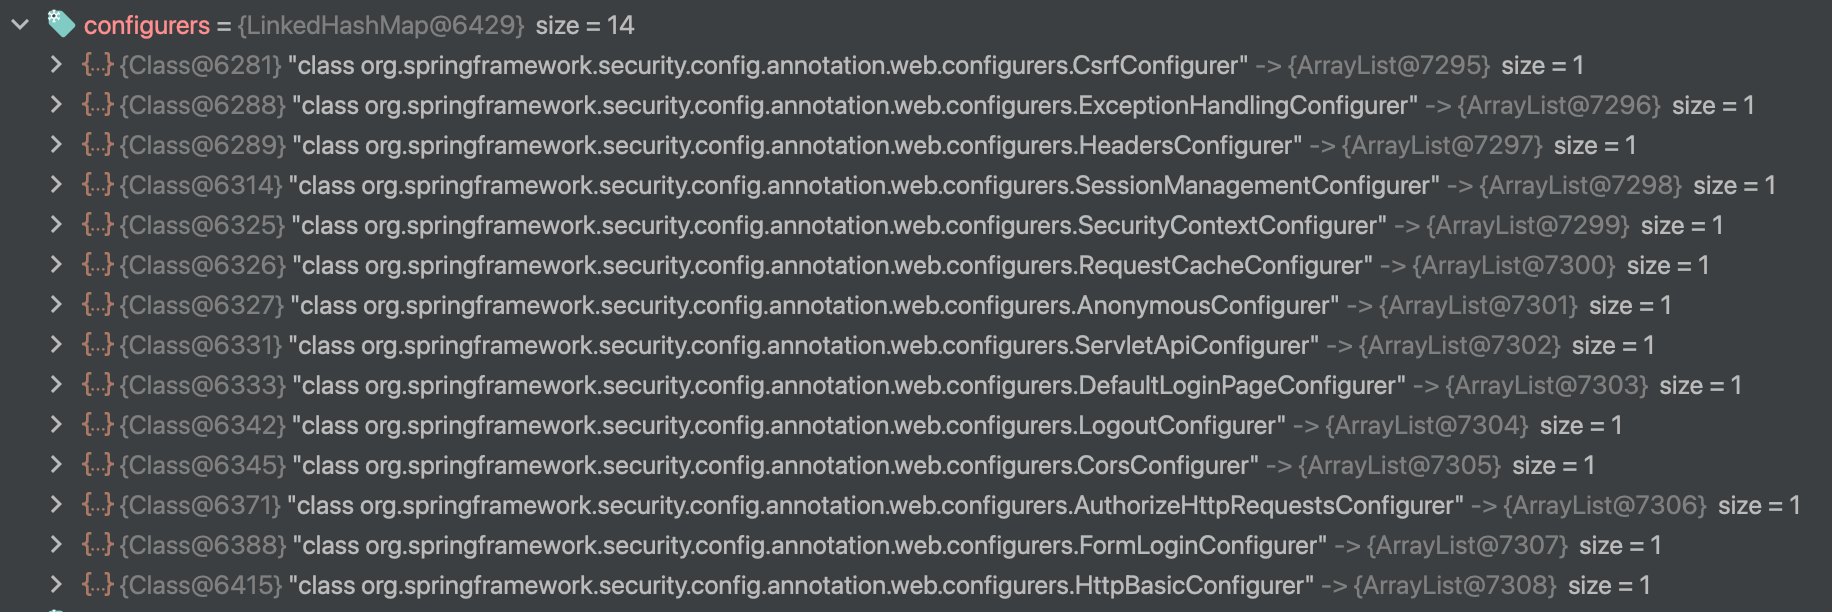 configurers = {LinkedHashMap@6429} size = 14
{...} {Class@6281} "class org.springframework.security.config.annotation.web.configurers.CsrfConfigurer" -> {ArrayList@7295} size = 1
{...} {Class@6288} "class org.springframework.security.config.annotation.web.configurers.ExceptionHandlingConfigurer" -> {ArrayList@7296} size = 1
{...} {Class@6289} "class org.springframework.security.config.annotation.web.configurers.HeadersConfigurer" -> {ArrayList@7297} size = 1
{...} {Class@6314} "class org.springframework.security.config.annotation.web.configurers.SessionManagementConfigurer" -> {ArrayList@7298} size = 1
{...} {Class@6325} "class org.springframework.security.config.annotation.web.configurers.SecurityContextConfigurer" -> {ArrayList@7299} size = 1
{...} {Class@6326} "class org.springframework.security.config.annotation.web.configurers.RequestCacheConfigurer" -> {ArrayList@7300} size = 1
{...} {Class@6327} "class org.springframework.security.config.annotation.web.configurers.AnonymousConfigurer" -> {ArrayList@7301} size = 1
{...} {Class@6331} "class org.springframework.security.config.annotation.web.configurers.ServletApiConfigurer" -> {ArrayList@7302} size = 1
{...} {Class@6333} "class org.springframework.security.config.annotation.web.configurers.DefaultLoginPageConfigurer" -> {ArrayList@7303} size = 1
{...} {Class@6342} "class org.springframework.security.config.annotation.web.configurers.LogoutConfigurer" -> {ArrayList@7304} size = 1
{...} {Class@6345} "class org.springframework.security.config.annotation.web.configurers.CorsConfigurer" -> {ArrayList@7305} size = 1
{...} {Class@6371} "class org.springframework.security.config.annotation.web.configurers.AuthorizeHttpRequestsConfigurer" -> {ArrayList@7306} size = 1
{...} {Class@6388} "class org.springframework.security.config.annotation.web.configurers.FormLoginConfigurer" -> {ArrayList@7307} size = 1
{...} {Class@6415} "class org.springframework.security.config.annotation.web.configurers.HttpBasicConfigurer" -> {ArrayList@7308} size = 1